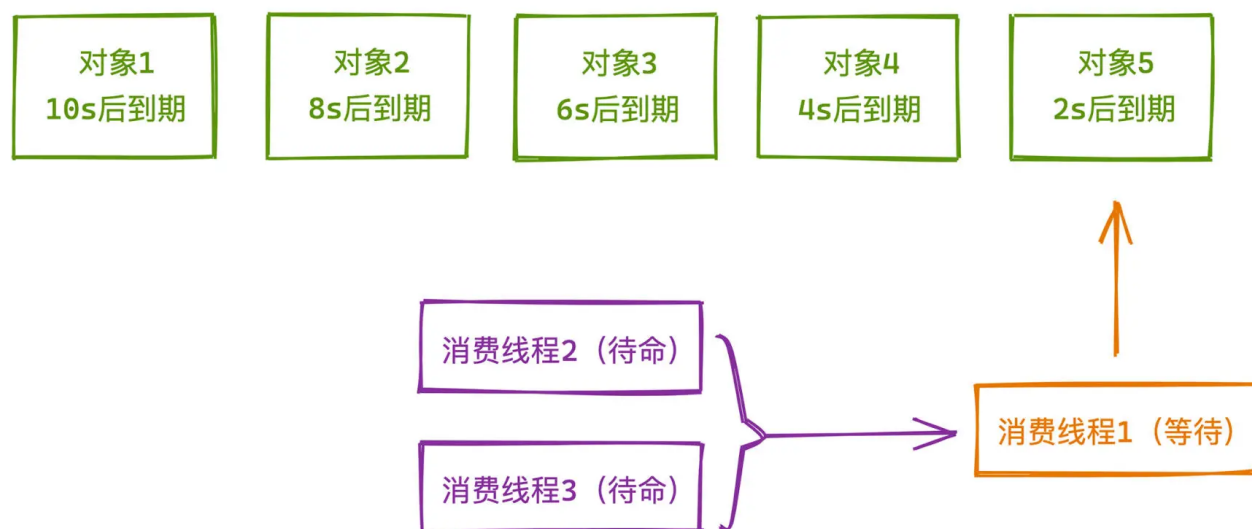 对象1
10s后到期
对象2
8s后到期
对象3
6s后到期
对象4
4s后到期
对象5
2s后到期
消费线程2（待命）
消费线程1（等待）
消费线程3（待命）